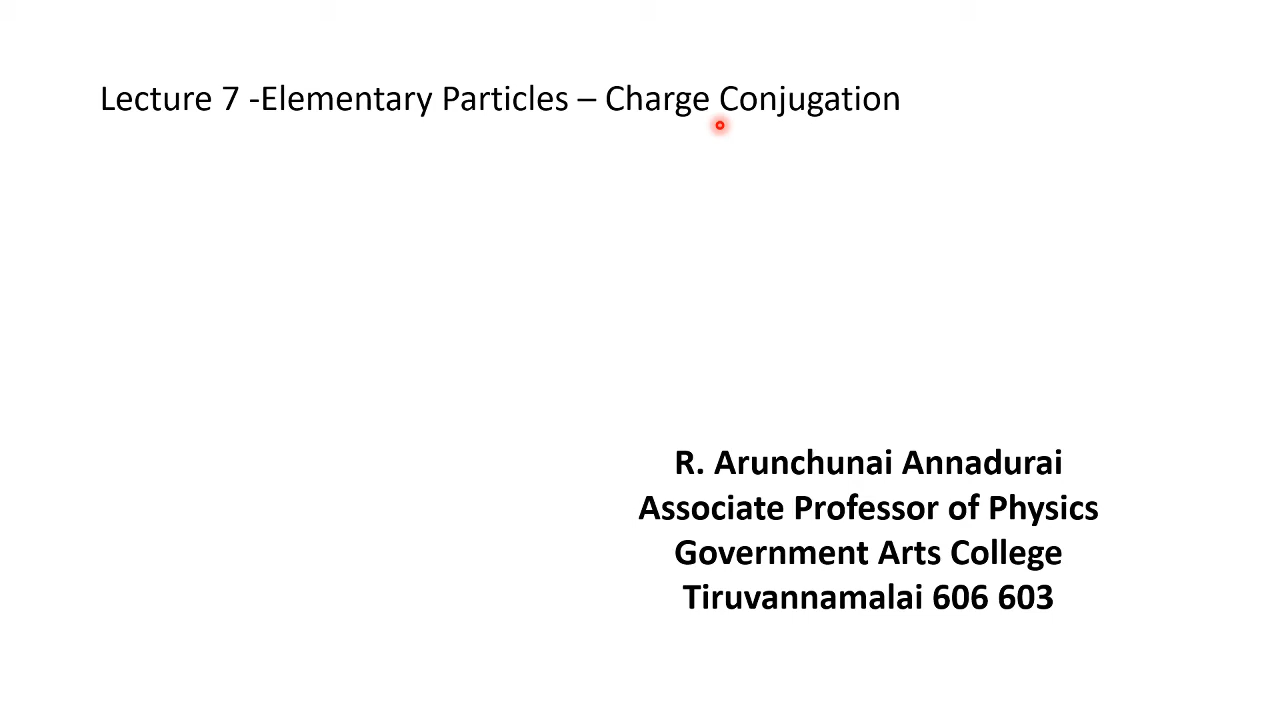 Lecture 7 -Elementary Particles – Charge Conjugation
R. Arunchunai Annadurai
Associate Professor of Physics
Government Arts College
Tiruvannamalai 606 603